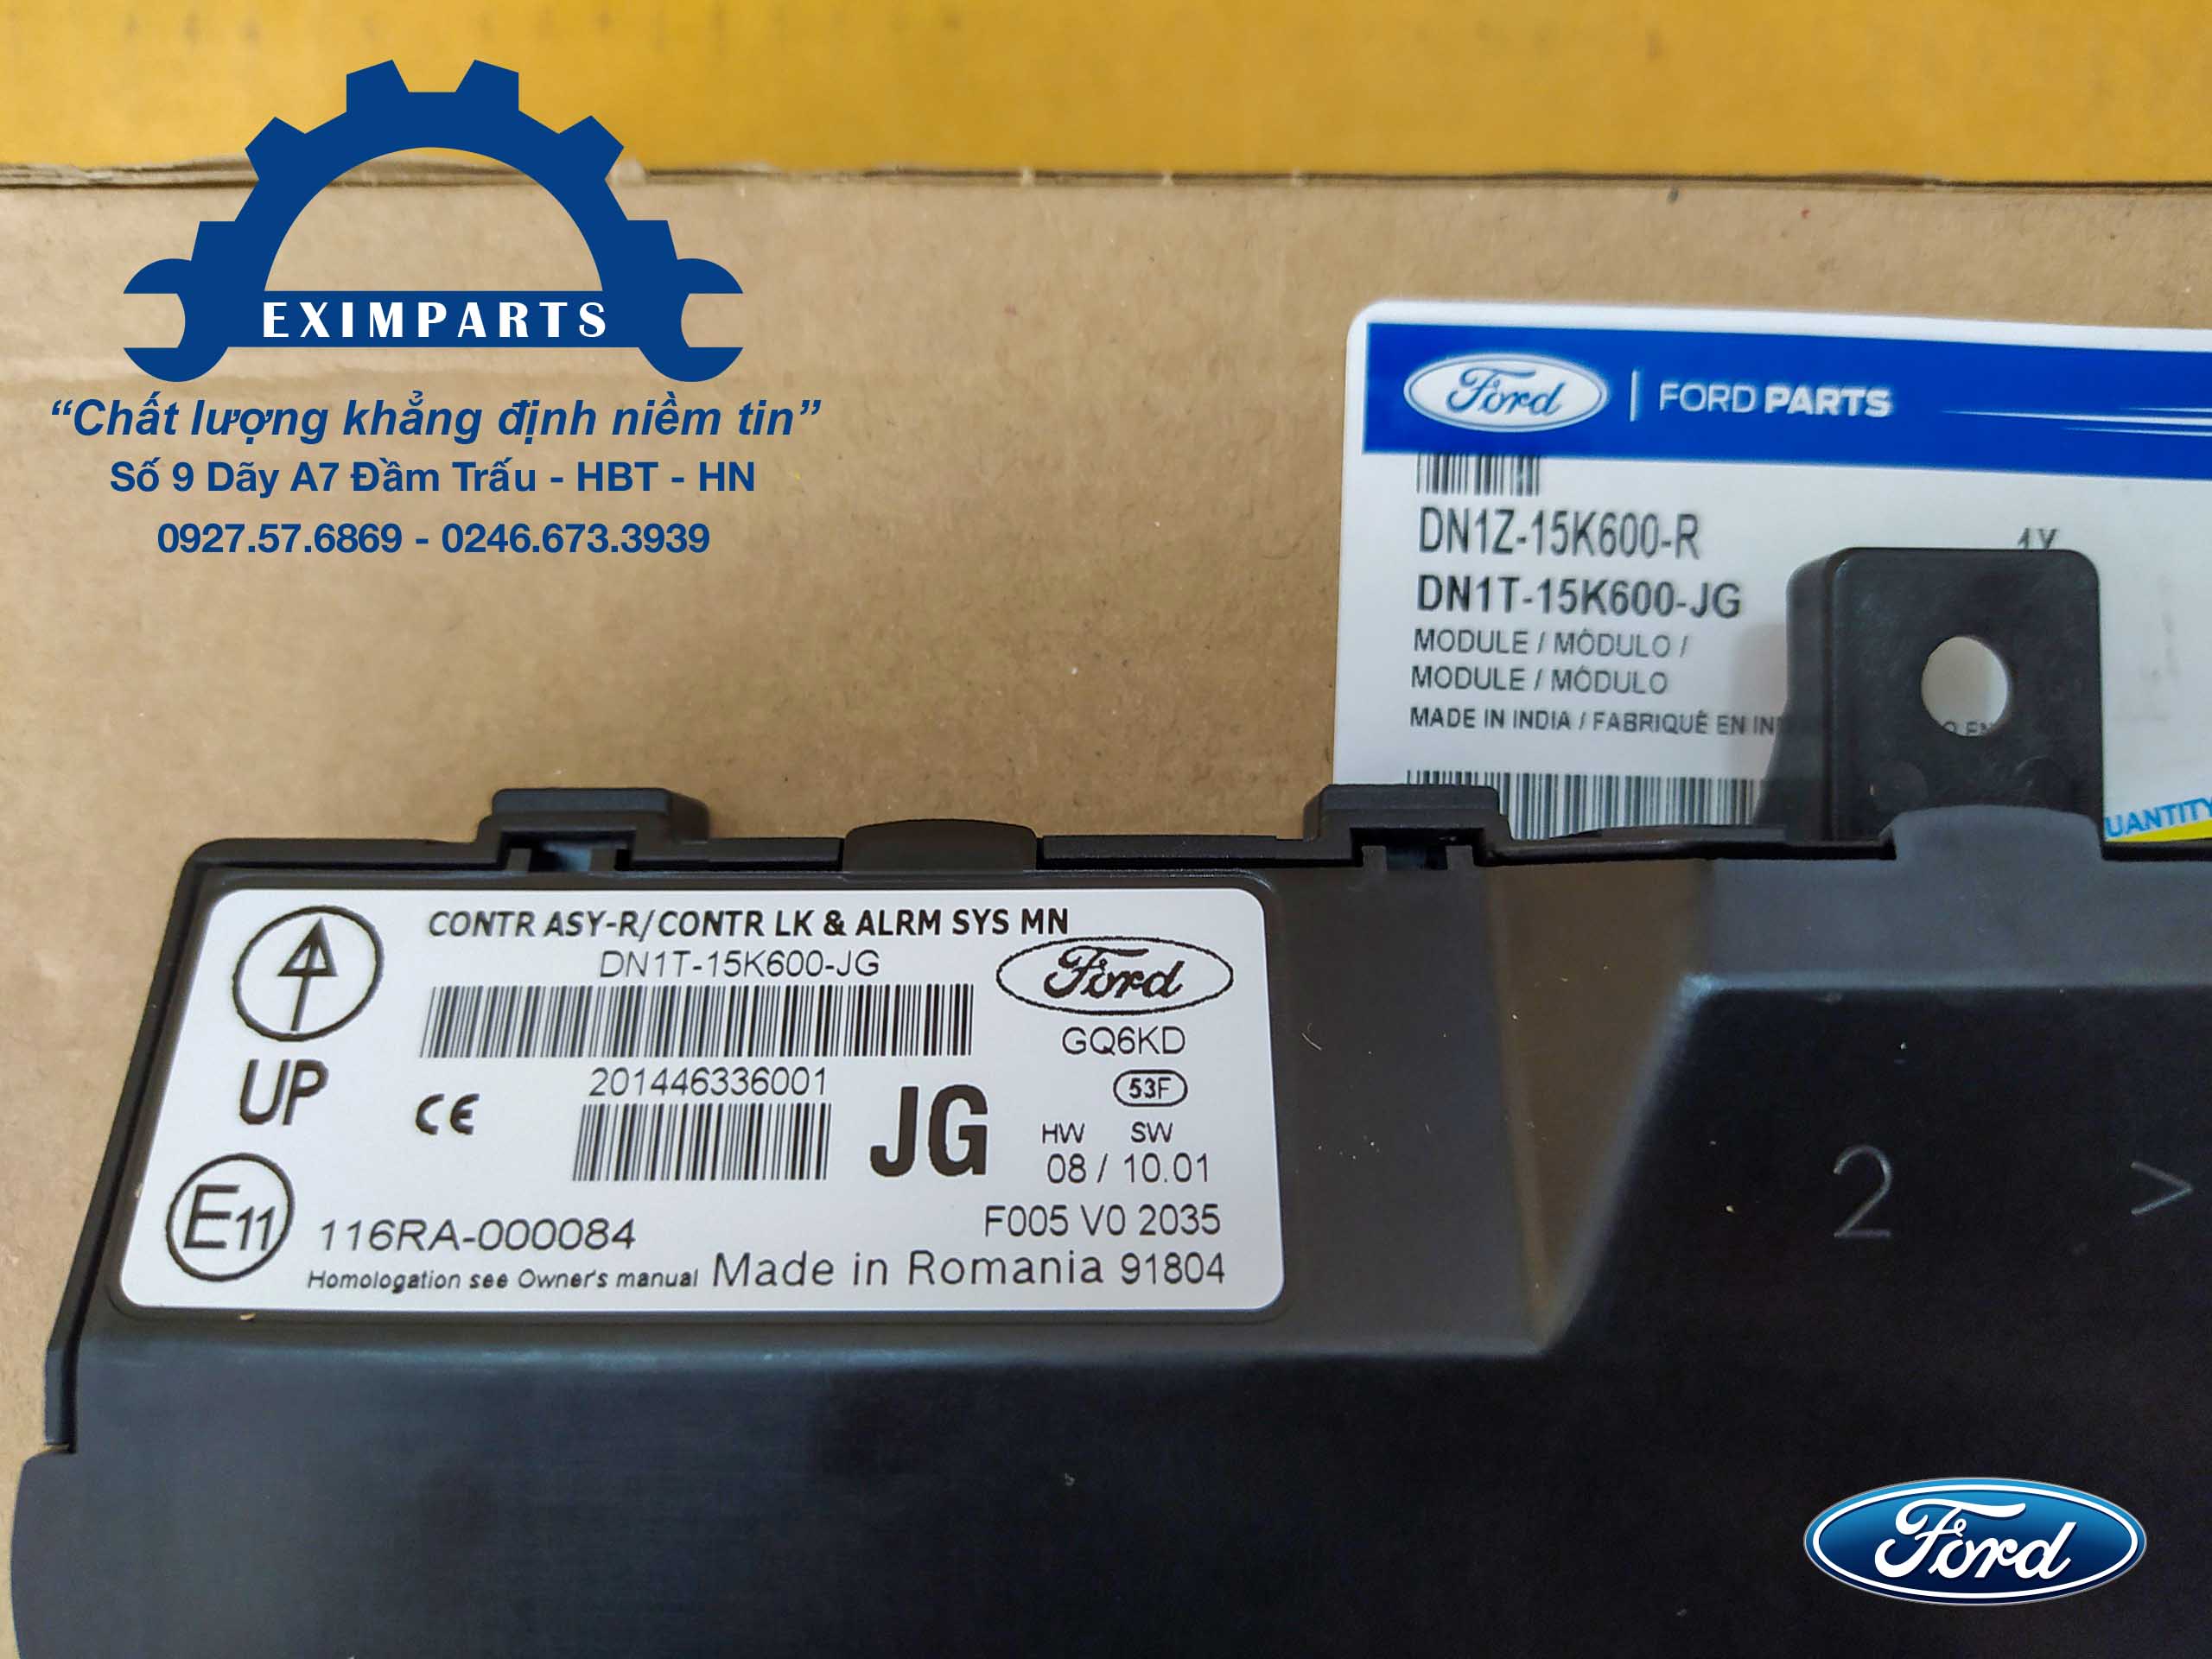 EXIMPARTS
“Chất lượng khẳng định niềm tin”
Số 9 Dãy A7 Đầm Trấu - HBT - HN
0927.57.6869 - 0246.673.3939
Ford | FORD PARTS
DN1Z-15K600-R
DN1T-15K600-JG
MODULE / MÓDULO /
MODULE / MÓDULO
MADE IN INDIA / FABRIQUÉ EN IN
UANTITY
CONTR ASY-R/CONTR LK & ALRM SYS MN
DN1T-15K600-JG
Ford
GQ6KD
UP
CE
201446336001
JG
53F
HW SW
08 / 10.01
E11
116RA-000084
F005 V0 2035
Homologation see Owner's manual Made in Romania 91804
2 >
Ford